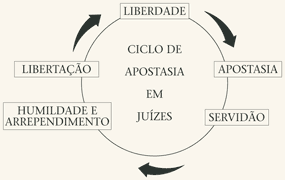 LIBERDADE
CICLO DE
APOSTASIA
EM
JUÍZES
LIBERTAÇÃO
APOSTASIA
HUMILDADE E
ARREPENDIMENTO
SERVIDÃO